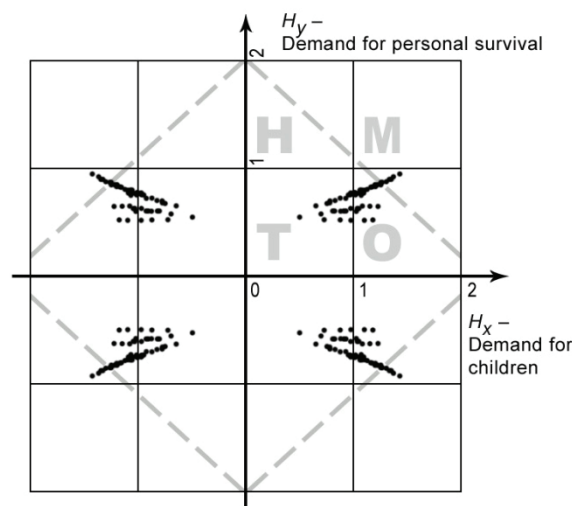 Hy –
Demand for personal survival
2
H M
1
T O
0 1 2
Hx –
Demand for
children